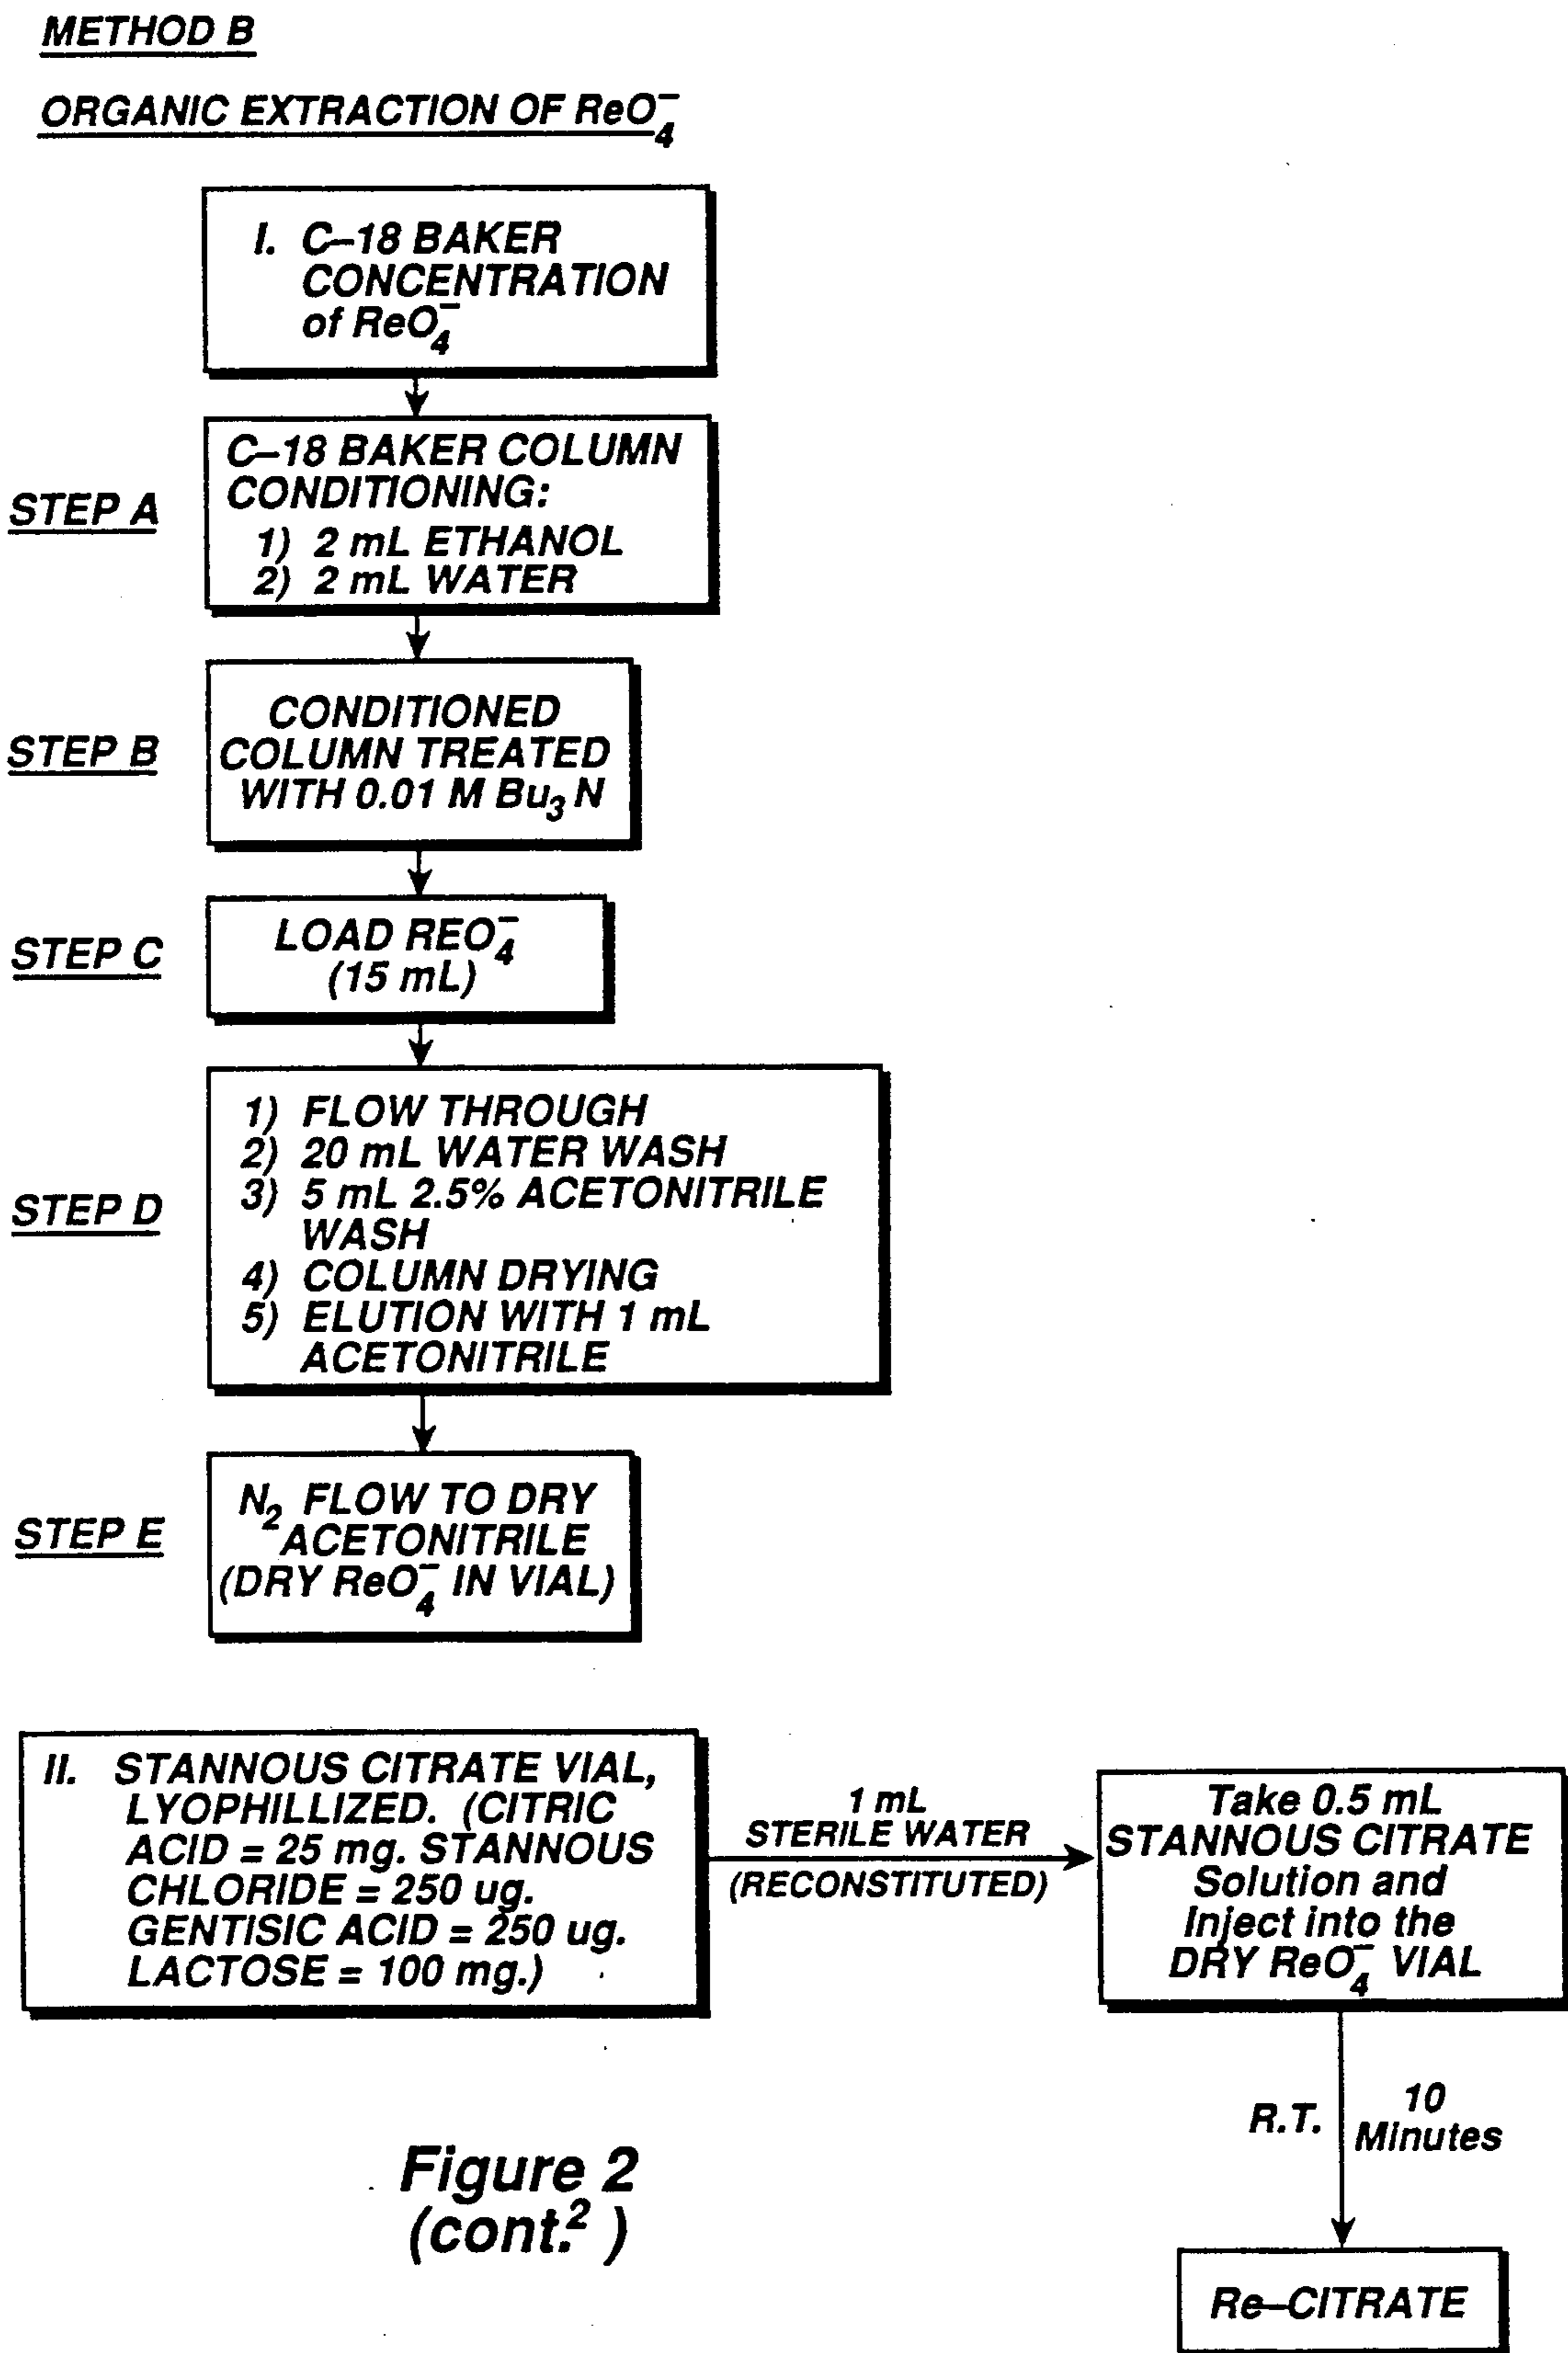 METHOD B
ORGANIC EXTRACTION OF ReO₄⁻
I. C–18 BAKER
CONCENTRATION
of ReO₄⁻
STEP A
C–18 BAKER COLUMN
CONDITIONING:
1) 2 mL ETHANOL
2) 2 mL WATER
STEP B
CONDITIONED
COLUMN TREATED
WITH 0.01 M Bu₃ N
STEP C
LOAD REO₄⁻
(15 mL)
STEP D
1) FLOW THROUGH
2) 20 mL WATER WASH
3) 5 mL 2.5% ACETONITRILE
WASH
4) COLUMN DRYING
5) ELUTION WITH 1 mL
ACETONITRILE
STEP E
N₂ FLOW TO DRY
ACETONITRILE
(DRY ReO₄⁻ IN VIAL)
II. STANNOUS CITRATE VIAL,
LYOPHILLIZED. (CITRIC
ACID = 25 mg. STANNOUS
CHLORIDE = 250 ug.
GENTISIC ACID = 250 ug.
LACTOSE = 100 mg.)
1 mL
STERILE WATER
(RECONSTITUTED)
Take 0.5 mL
STANNOUS CITRATE
Solution and
Inject into the
DRY ReO₄⁻ VIAL
R.T.
10
Minutes
Re–CITRATE
Figure 2
(cont.²)